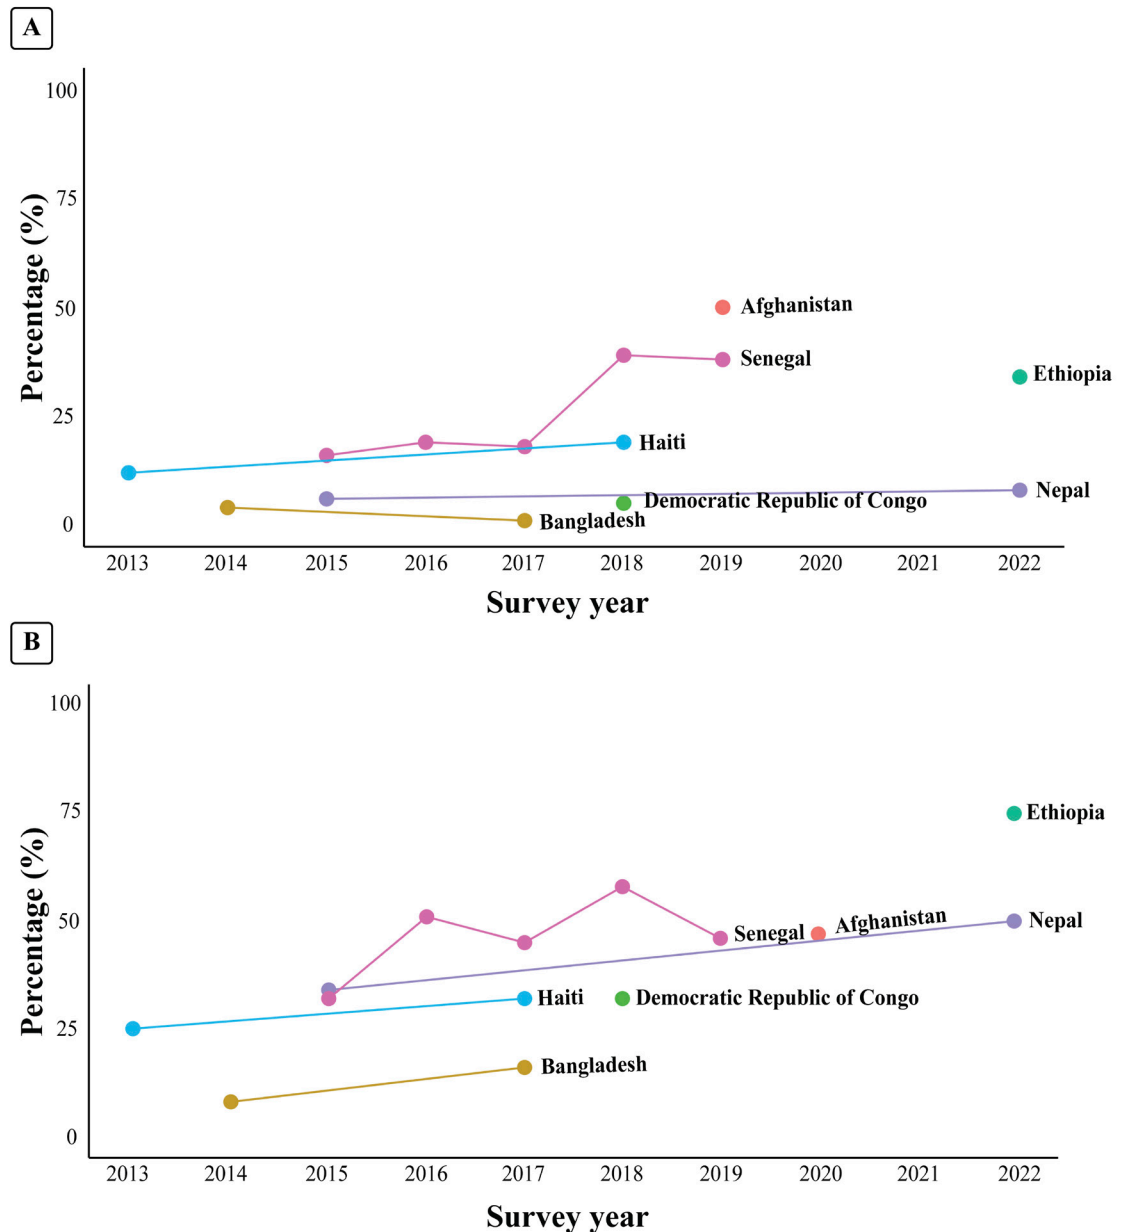 A
100
75
50
25
0
Percentage (%)
Afghanistan
Senegal
Ethiopia
Haiti
Nepal
Democratic Republic of Congo
Bangladesh
2013 2014 2015 2016 2017 2018 2019 2020 2021 2022
Survey year
B
100
75
50
25
0
Percentage (%)
Ethiopia
Senegal Afghanistan Nepal
Haiti Democratic Republic of Congo
Bangladesh
2013 2014 2015 2016 2017 2018 2019 2020 2021 2022
Survey year